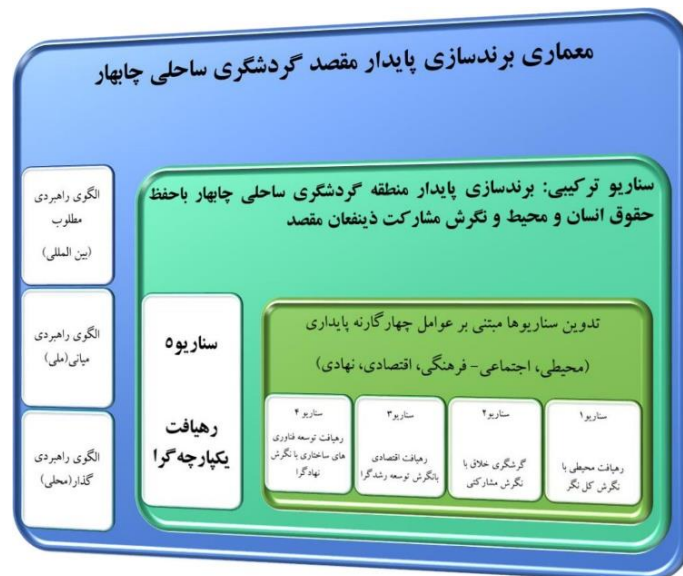 معماری برندسازی پایدار مقصد گردشگری ساحلی چابهار
سناریو ترکیبی: برندسازی پایدار منطقه گردشگری ساحلی چابهار باحفظ
حقوق انسان و محیط و نگرش مشارکت ذینفعان مقصد
تدوین سناریوها مبتنی بر عوامل چهارگارنه پایداری
(محیطی، اجتماعی- فرهنگی، اقتصادی، نهادی)
سناریو۱
رهیافت محیطی با
نگرش کل نگر
سناریو۲
گرشگری خلاق با
نگرش مشارکتی
سناریو۳
رهیافت اقتصادی
بانگرش توسعه رشدگرا
سناریو ۴
رهیافت توسعه فناوری
های ساختاری با نگرش
نهادگرا
سناریو۵
رهیافت
یکپارچه گرا
الگوی راهبردی
مطلوب
(بین المللی)
الگوی راهبردی
میانی(ملی)
الگوی راهبردی
گذار(محلی)